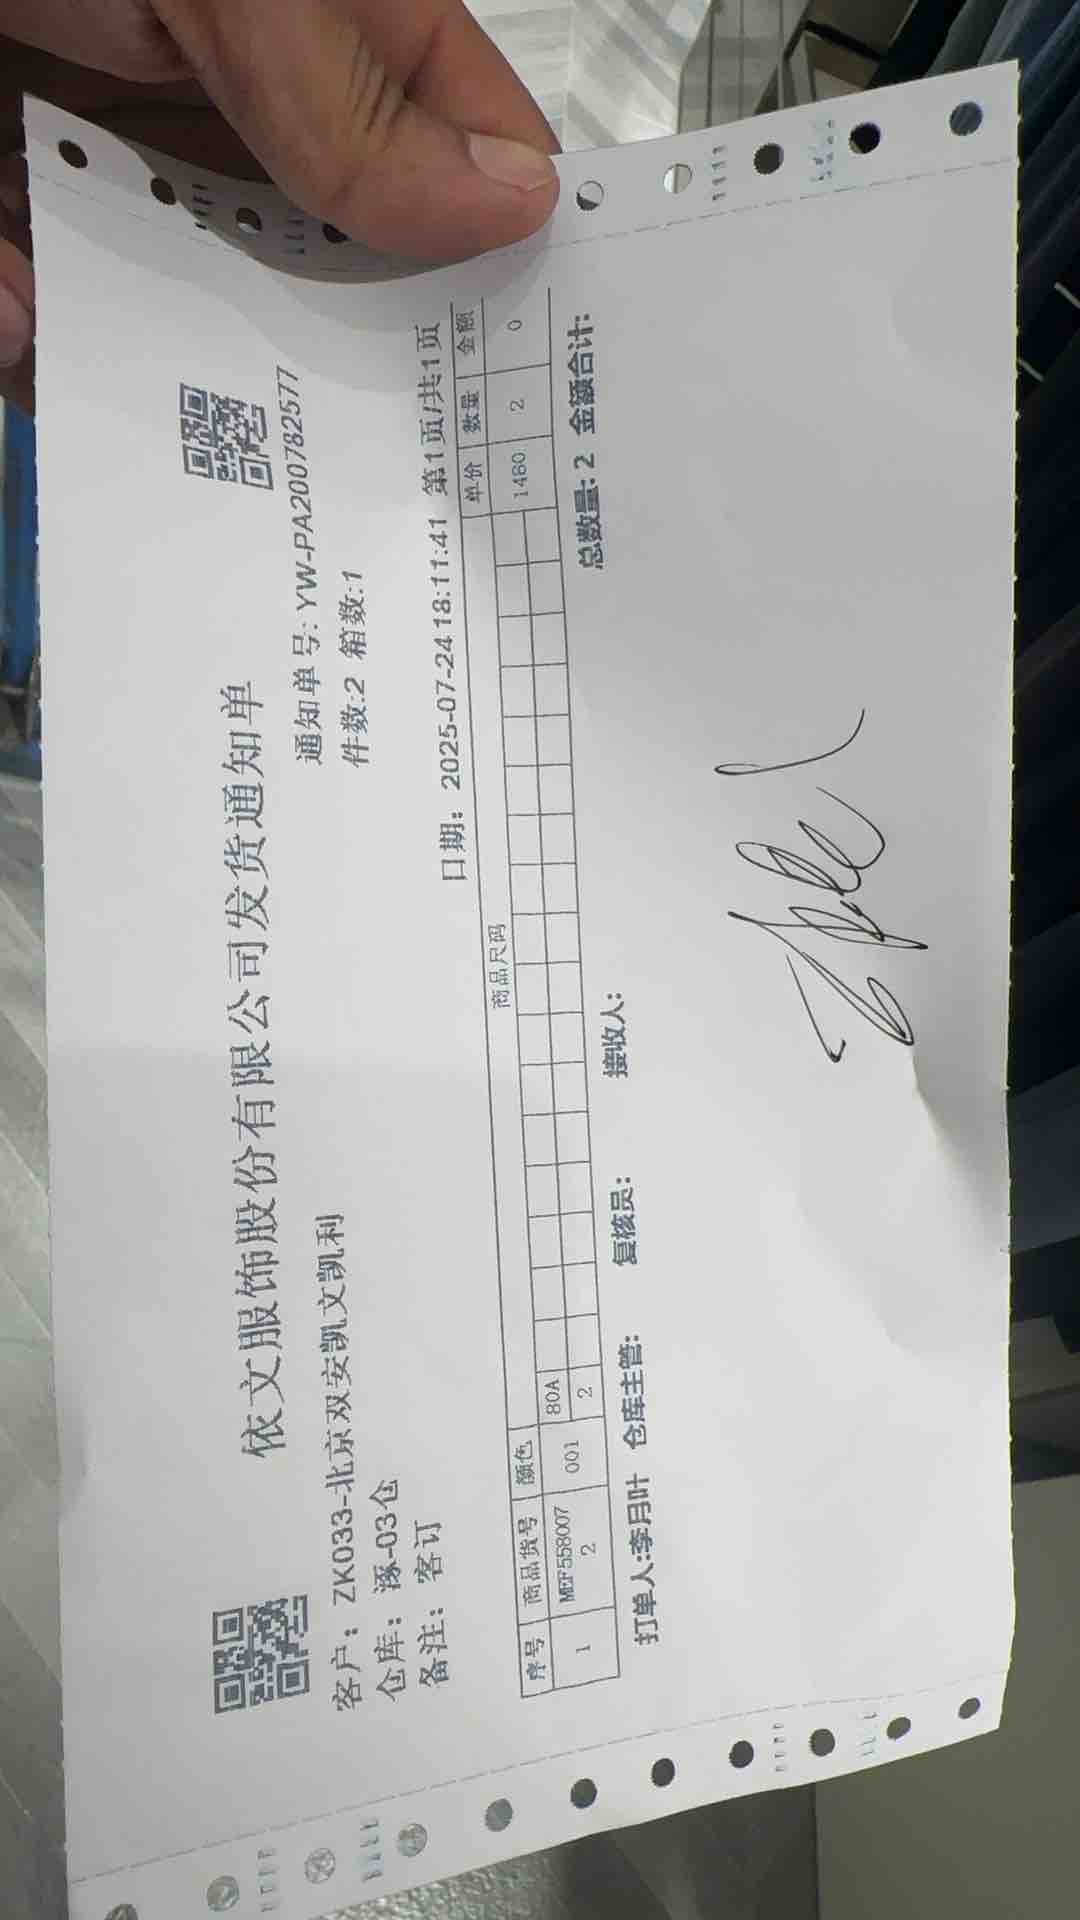 依文服饰股份有限公司发货通知单
通知单号: YW-PA200782577
客户：ZK033-北京双安凯文凯利
件数:2 箱数:1
仓库：涿-03仓
备注：客订
日期：2025-07-24 18:11:41 第1页/共1页
序号 商品货号 颜色 商品尺码 单价 数量 金额
80A
1 MEF558007 2 001 2 1480 2 0
总数量: 2 金额合计:
打单人:李月叶 仓库主管: 复核员: 接收人: